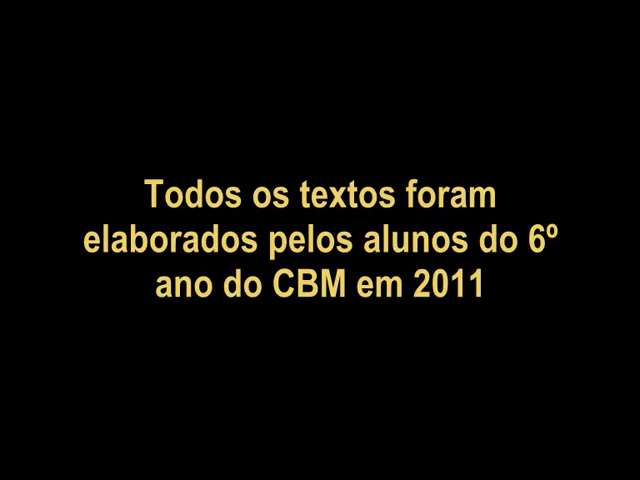 Todos os textos foram
elaborados pelos alunos do 6º
ano do CBM em 2011